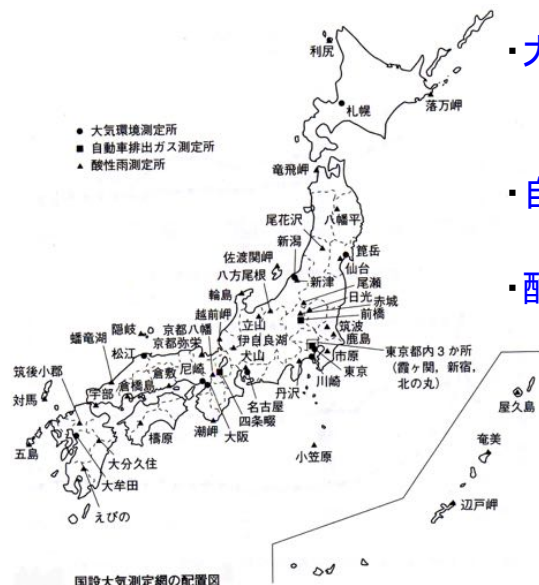 利尻
札幌
落万岬
● 大気環境測定所
■ 自動車排出ガス測定所
▲ 酸性雨測定所
竜飛岬
尾花沢
八幡平
新潟
佐渡関岬
八方尾根
輪島
箆岳
仙台
新津
尾瀬
日光
赤城
前橋
越前岬
立山
筑波
鹿島
隠岐
京都八幡
京都弥栄
伊自良湖
蟠竜湖
松江
尼崎
犬山
市原
東京都内3か所
(霞ヶ関,新宿,
北の丸)
筑後小郡
倉敷
倉橋島
宇部
対馬
東京
川崎
丹沢
名古屋
四条畷
大阪
潮岬
梼原
小笠原
五島
大分久住
大牟田
えびの
屋久島
奄美
辺戸岬
国設大気測定網の配置図
▪大
▪自
▪配